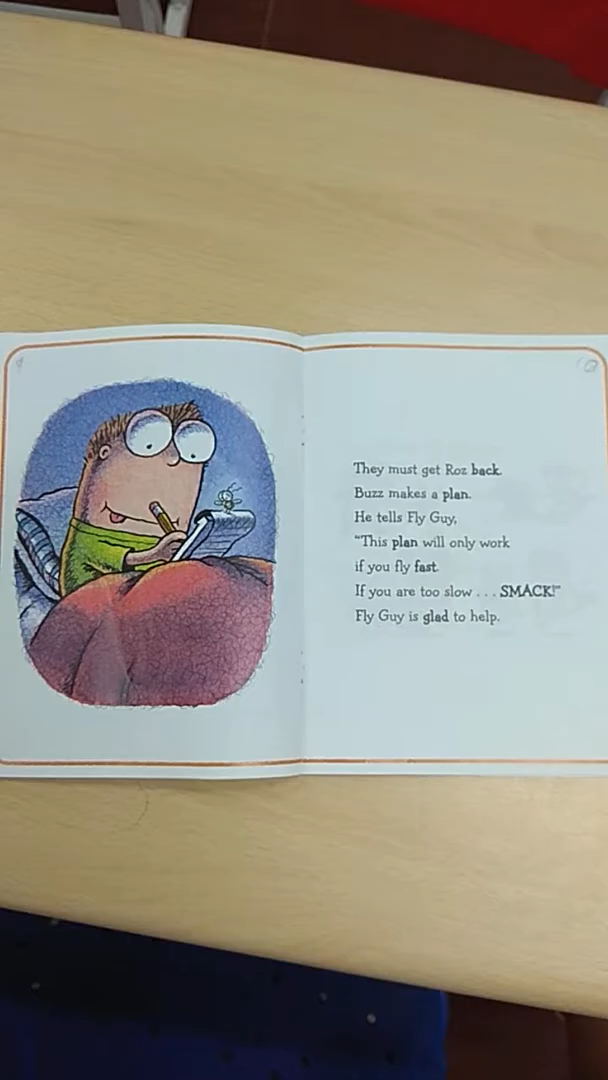 They must get Roz back.
Buzz makes a plan.
He tells Fly Guy,
“This plan will only work
if you fly fast.
If you are too slow . . . SMACK!”
Fly Guy is glad to help.